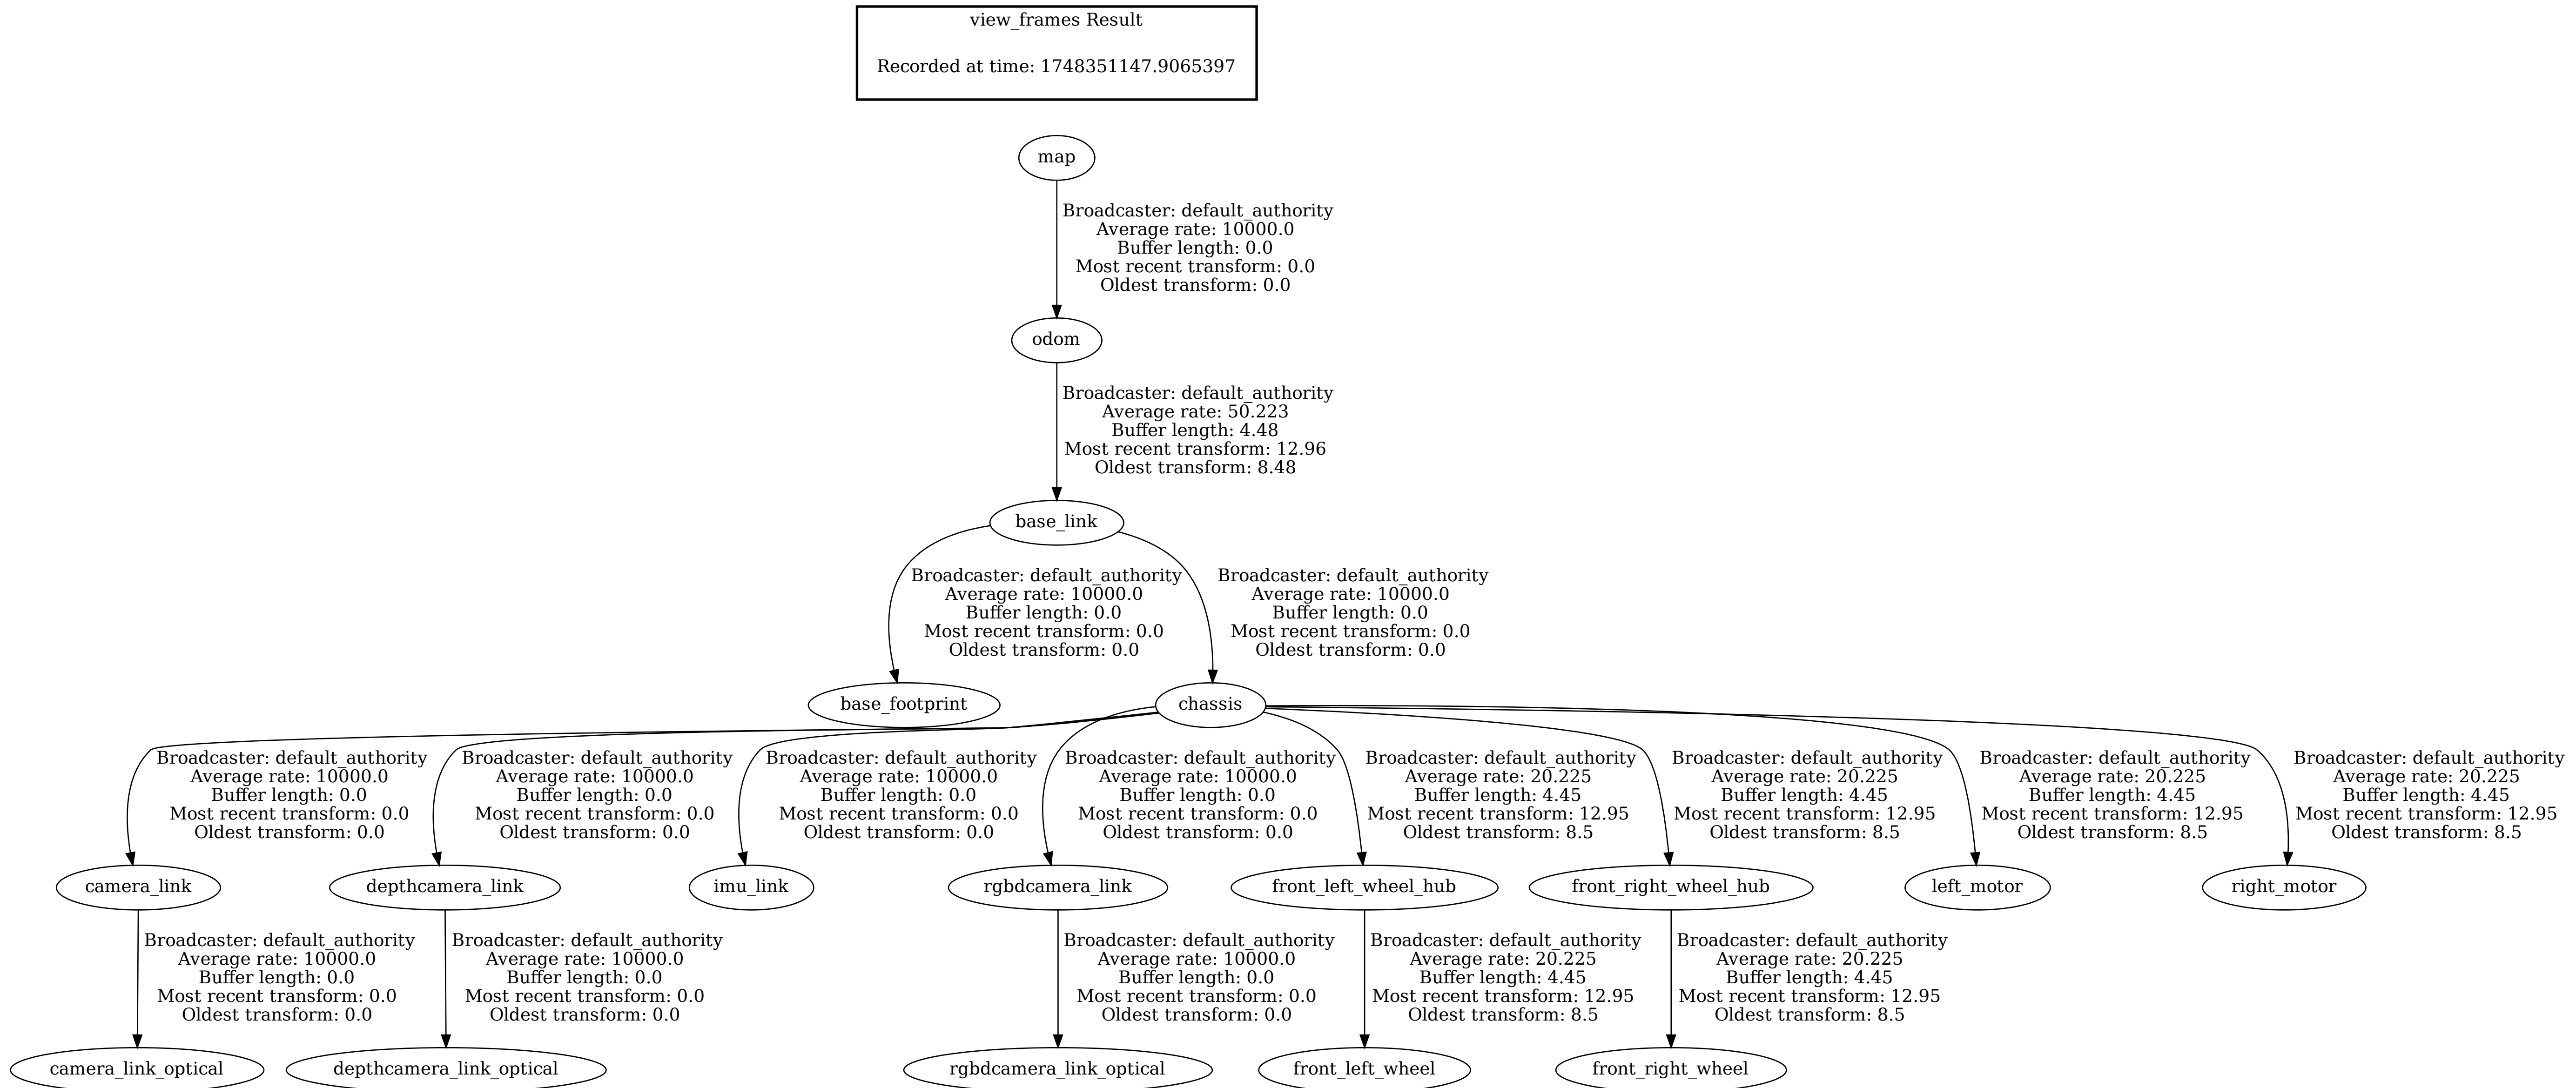 view_frames Result
Recorded at time: 1748351147.9065397
map
Broadcaster: default_authority
Average rate: 10000.0
Buffer length: 0.0
Most recent transform: 0.0
Oldest transform: 0.0
odom
Broadcaster: default_authority
Average rate: 50.223
Buffer length: 4.48
Most recent transform: 12.96
Oldest transform: 8.48
base_link
Broadcaster: default_authority
Average rate: 10000.0
Buffer length: 0.0
Most recent transform: 0.0
Oldest transform: 0.0
Broadcaster: default_authority
Average rate: 10000.0
Buffer length: 0.0
Most recent transform: 0.0
Oldest transform: 0.0
base_footprint
chassis
Broadcaster: default_authority
Average rate: 10000.0
Buffer length: 0.0
Most recent transform: 0.0
Oldest transform: 0.0
Broadcaster: default_authority
Average rate: 10000.0
Buffer length: 0.0
Most recent transform: 0.0
Oldest transform: 0.0
Broadcaster: default_authority
Average rate: 10000.0
Buffer length: 0.0
Most recent transform: 0.0
Oldest transform: 0.0
Broadcaster: default_authority
Average rate: 10000.0
Buffer length: 0.0
Most recent transform: 0.0
Oldest transform: 0.0
Broadcaster: default_authority
Average rate: 20.225
Buffer length: 4.45
Most recent transform: 12.95
Oldest transform: 8.5
Broadcaster: default_authority
Average rate: 20.225
Buffer length: 4.45
Most recent transform: 12.95
Oldest transform: 8.5
Broadcaster: default_authority
Average rate: 20.225
Buffer length: 4.45
Most recent transform: 12.95
Oldest transform: 8.5
Broadcaster: default_authority
Average rate: 20.225
Buffer length: 4.45
Most recent transform: 12.95
Oldest transform: 8.5
camera_link
depthcamera_link
imu_link
rgbdcamera_link
front_left_wheel_hub
front_right_wheel_hub
left_motor
right_motor
Broadcaster: default_authority
Average rate: 10000.0
Buffer length: 0.0
Most recent transform: 0.0
Oldest transform: 0.0
Broadcaster: default_authority
Average rate: 10000.0
Buffer length: 0.0
Most recent transform: 0.0
Oldest transform: 0.0
Broadcaster: default_authority
Average rate: 10000.0
Buffer length: 0.0
Most recent transform: 0.0
Oldest transform: 0.0
Broadcaster: default_authority
Average rate: 20.225
Buffer length: 4.45
Most recent transform: 12.95
Oldest transform: 8.5
Broadcaster: default_authority
Average rate: 20.225
Buffer length: 4.45
Most recent transform: 12.95
Oldest transform: 8.5
camera_link_optical
depthcamera_link_optical
rgbdcamera_link_optical
front_left_wheel
front_right_wheel